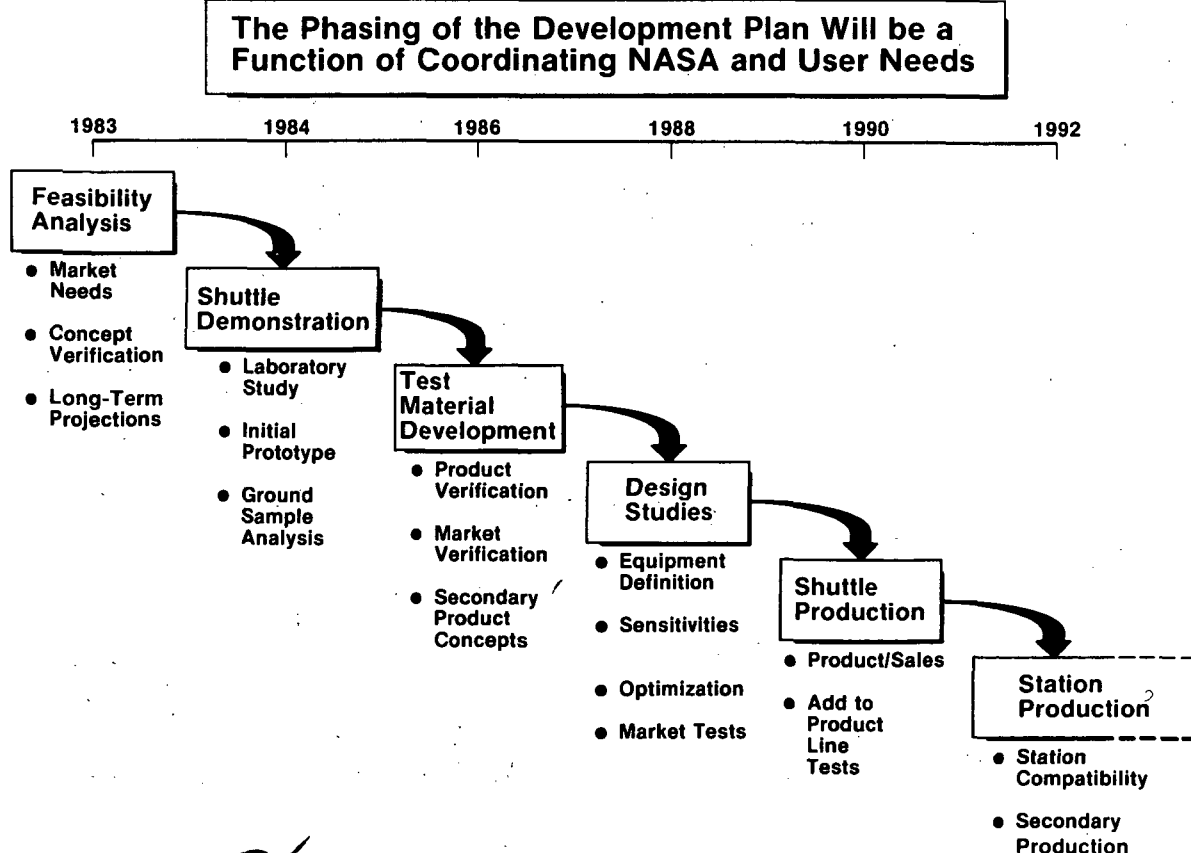 The Phasing of the Development Plan Will be a
Function of Coordinating NASA and User Needs
1983 1984 1986 1988 1990 1992
Feasibility
Analysis
● Market
Needs
● Concept
Verification
● Long-Term
Projections
Shuttle
Demonstration
● Laboratory
Study
● Initial
Prototype
● Ground
Sample
Analysis
Test
Material
Development
● Product
Verification
● Market
Verification
● Secondary
Product
Concepts
Design
Studies
● Equipment
Definition
● Sensitivities
● Optimization
● Market Tests
Shuttle
Production
● Product/Sales
● Add to
Product
Line
Tests
Station
Production
● Station
Compatibility
● Secondary
Production